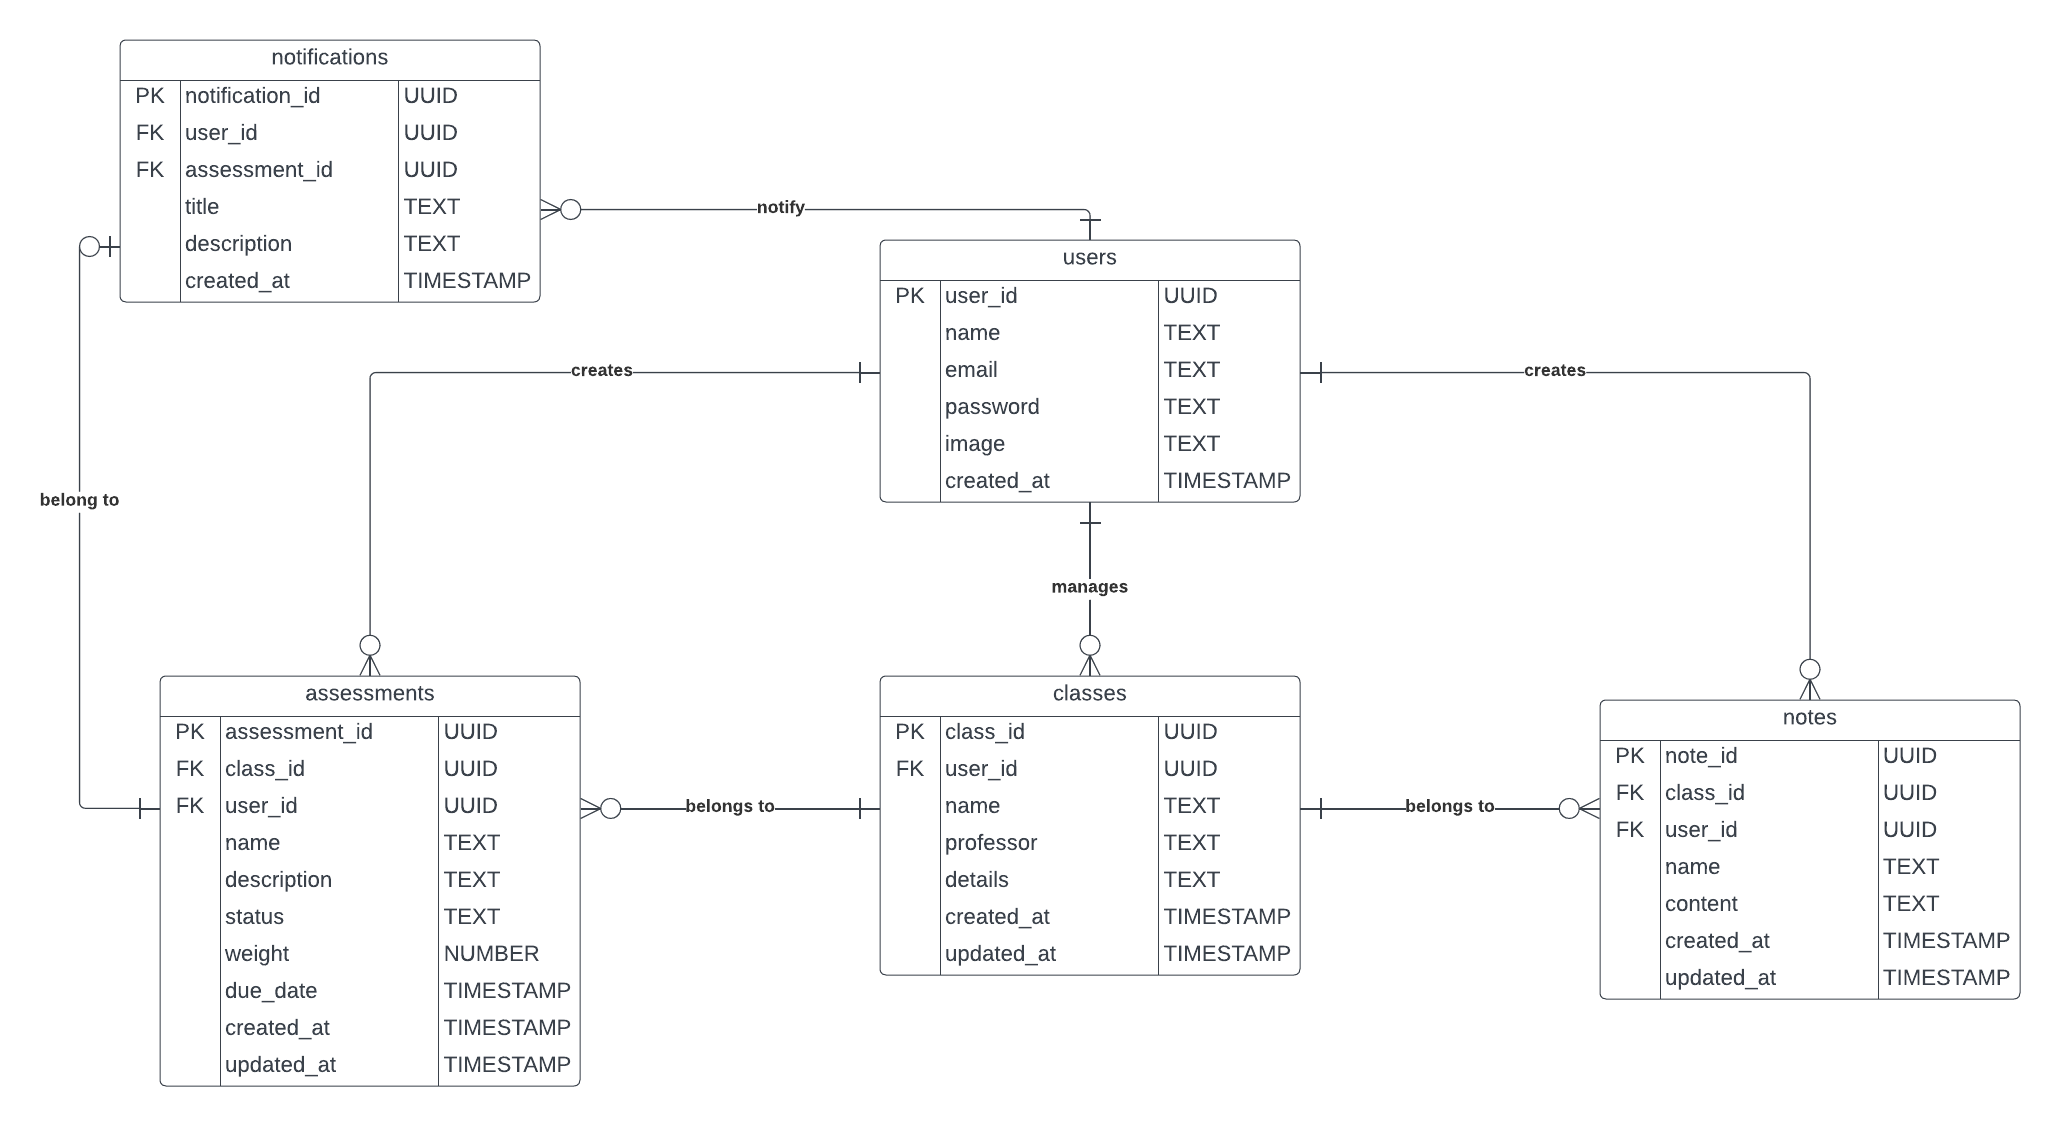 notifications
PK notification_id UUID
FK user_id UUID
FK assessment_id UUID
title TEXT
description TEXT
created_at TIMESTAMP
notify
users
PK user_id UUID
name TEXT
email TEXT
password TEXT
image TEXT
created_at TIMESTAMP
creates
creates
belong to
manages
assessments
PK assessment_id UUID
FK class_id UUID
FK user_id UUID
name TEXT
description TEXT
status TEXT
weight NUMBER
due_date TIMESTAMP
created_at TIMESTAMP
updated_at TIMESTAMP
belongs to
classes
PK class_id UUID
FK user_id UUID
name TEXT
professor TEXT
details TEXT
created_at TIMESTAMP
updated_at TIMESTAMP
belongs to
notes
PK note_id UUID
FK class_id UUID
FK user_id UUID
name TEXT
content TEXT
created_at TIMESTAMP
updated_at TIMESTAMP